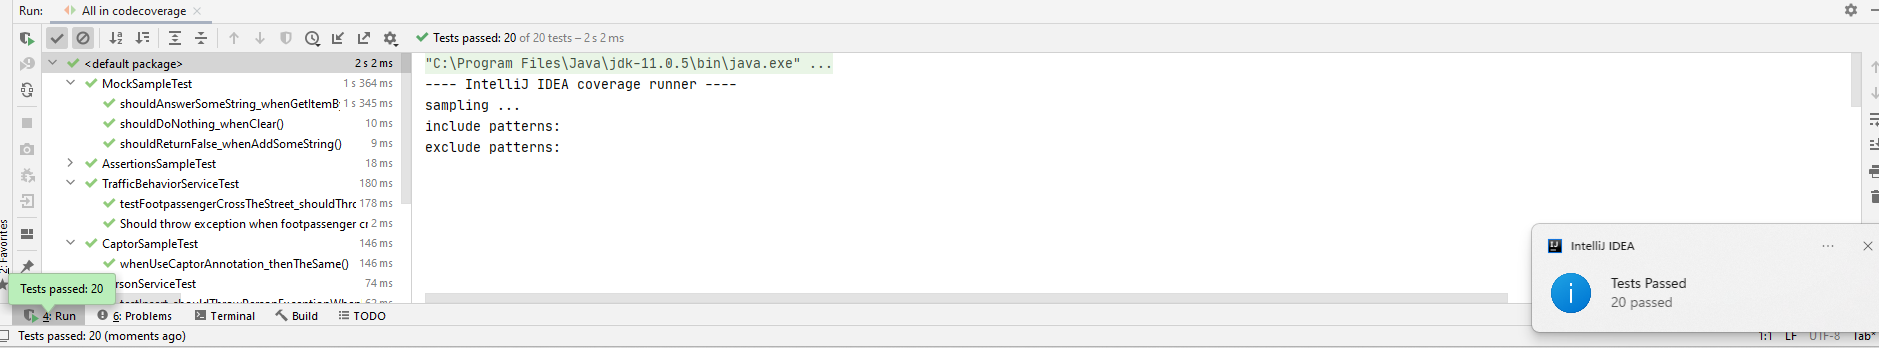 Run: All in codecoverage
Tests passed: 20 of 20 tests – 2 s 2 ms
<default package> 2 s 2 ms
MockSampleTest 1 s 364 ms
shouldAnswerSomeString_whenGetItemB 1 s 345 ms
shouldDoNothing_whenClear() 10 ms
shouldReturnFalse_whenAddSomeString() 9 ms
AssertionsSampleTest 18 ms
TrafficBehaviorServiceTest 180 ms
testFootpassengerCrossTheStreet_shouldThrc 178 ms
Should throw exception when footpassenger cr 2 ms
CaptorSampleTest 146 ms
whenUseCaptorAnnotation_thenTheSame() 146 ms
rsonServiceTest 74 ms
testInsert_shouldThrowPersonExceptionWhen 62 ms
"C:\Program Files\Java\jdk-11.0.5\bin\java.exe" ...
---- IntelliJ IDEA coverage runner ----
sampling ...
include patterns:
exclude patterns:
2: Favorites
Tests passed: 20
IntelliJ IDEA
Tests Passed
20 passed
4: Run 6: Problems Terminal Build TODO
Tests passed: 20 (moments ago) 1:1 LF UTF-8 Tab*